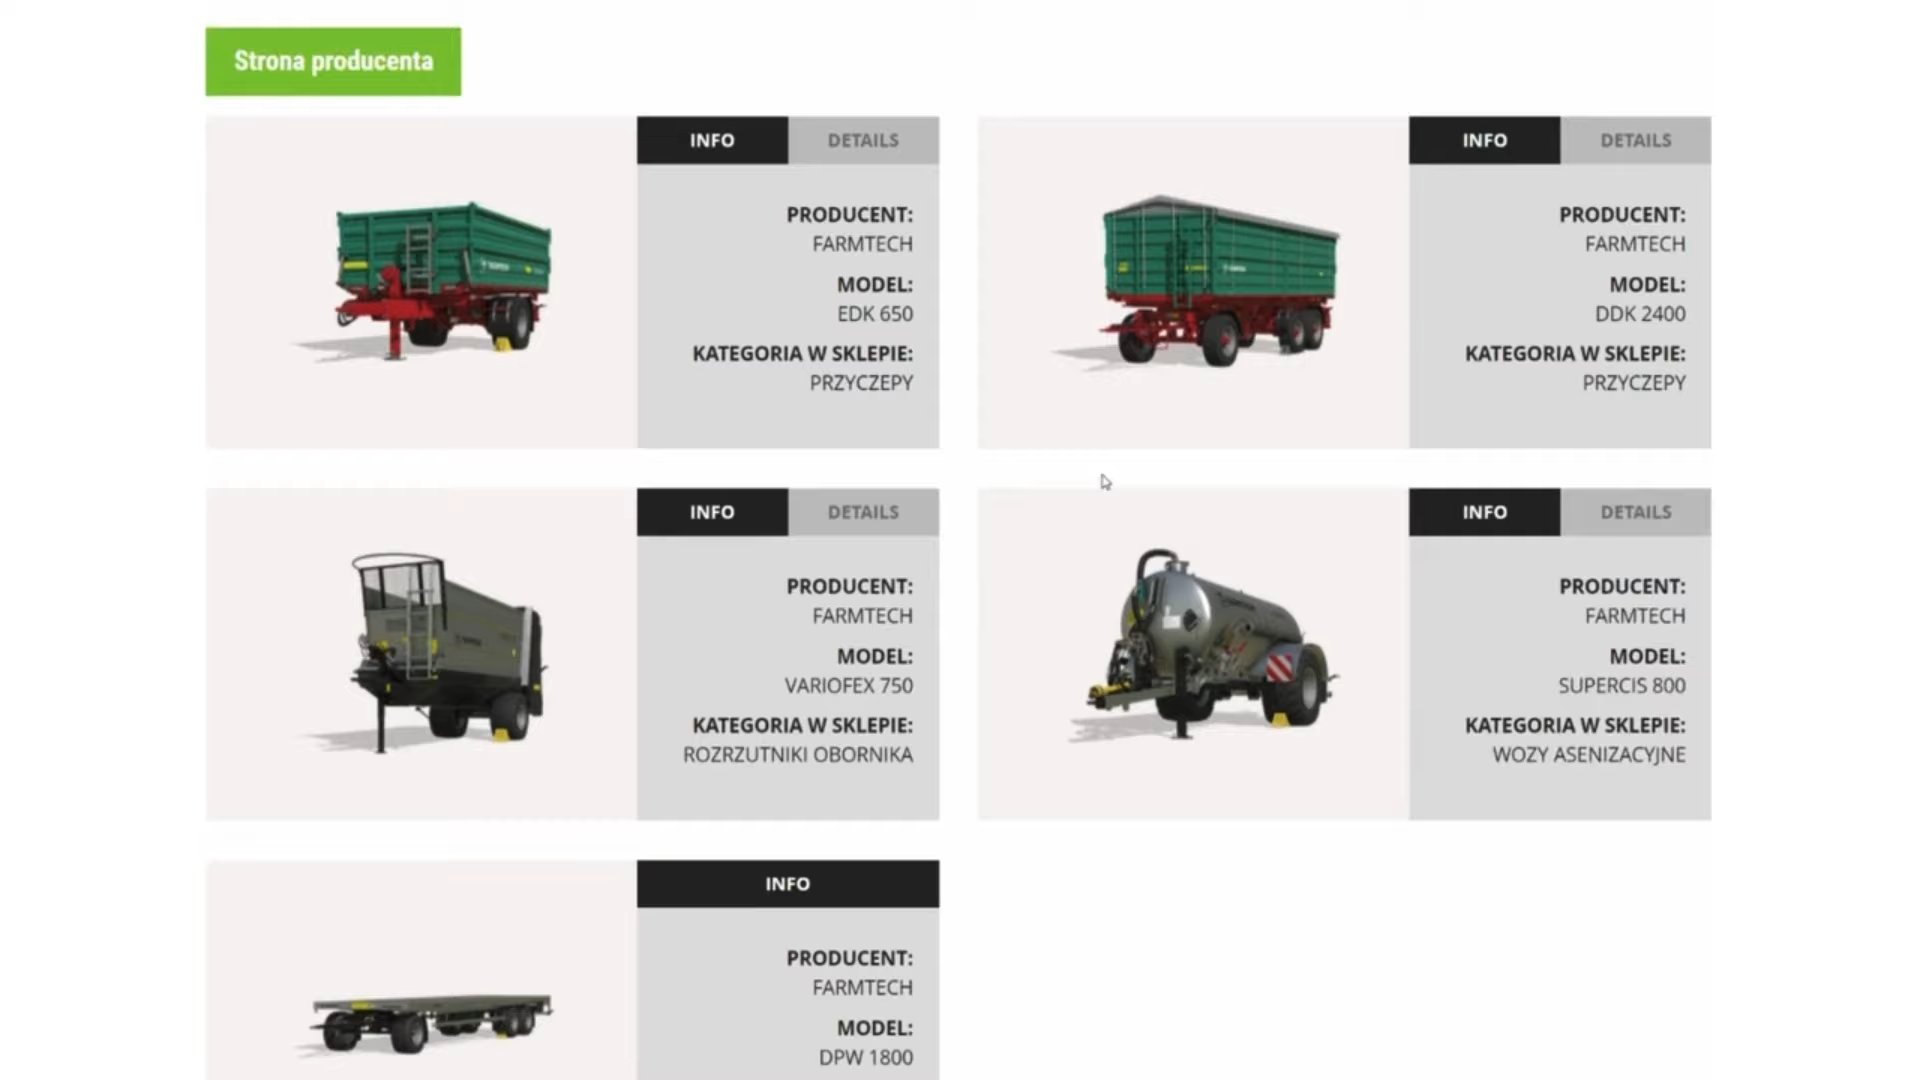 Strona producenta
INFO
DETAILS
PRODUCENT:
FARMTECH
MODEL:
EDK 650
KATEGORIA W SKLEPIE:
PRZYCZEPY
INFO
DETAILS
PRODUCENT:
FARMTECH
MODEL:
DDK 2400
KATEGORIA W SKLEPIE:
PRZYCZEPY
INFO
DETAILS
PRODUCENT:
FARMTECH
MODEL:
VARIOFEX 750
KATEGORIA W SKLEPIE:
ROZRZUTNIKI OBORNIKA
INFO
DETAILS
PRODUCENT:
FARMTECH
MODEL:
SUPERCIS 800
KATEGORIA W SKLEPIE:
WOZY ASENIZACYJNE
INFO
PRODUCENT:
FARMTECH
MODEL:
DPW 1800